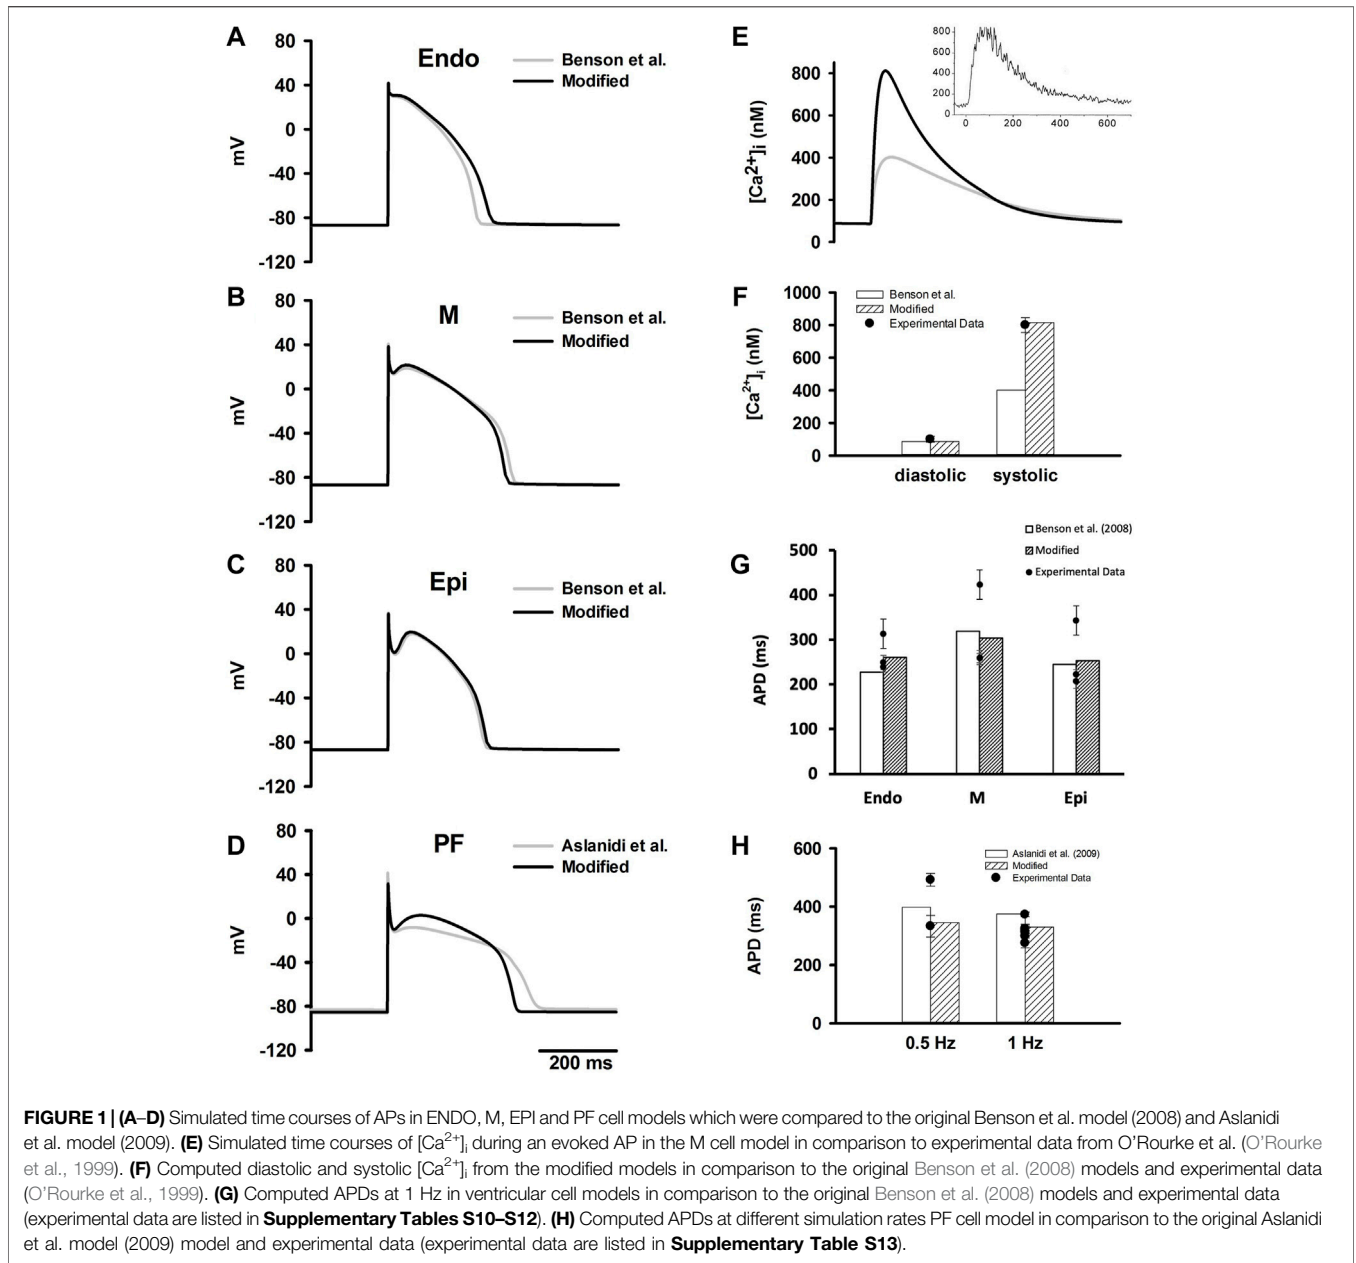 A
80
40
0
-40
-80
-120
mV
Endo
Benson et al.
Modified
B
80
40
0
-40
-80
-120
mV
M
Benson et al.
Modified
C
80
40
0
-40
-80
-120
mV
Epi
Benson et al.
Modified
D
80
40
0
-40
-80
-120
mV
PF
Aslanidi et al.
Modified
200 ms
E
800
600
400
200
0
[Ca2+]i (nM)
800
600
400
200
0
0 200 400 600
F
1000
800
600
400
200
0
[Ca2+]i (nM)
Benson et al.
Modified
Experimental Data
diastolic systolic
G
500
400
300
200
100
0
APD (ms)
Benson et al. (2008)
Modified
Experimental Data
Endo M Epi
H
600
400
200
0
APD (ms)
Aslanidi et al. (2009)
Modified
Experimental Data
0.5 Hz 1 Hz
FIGURE 1 | (A–D) Simulated time courses of APs in ENDO, M, EPI and PF cell models which were compared to the original Benson et al. model (2008) and Aslanidi
et al. model (2009). (E) Simulated time courses of [Ca2+]i during an evoked AP in the M cell model in comparison to experimental data from O'Rourke et al. (O'Rourke
et al., 1999). (F) Computed diastolic and systolic [Ca2+]i from the modified models in comparison to the original Benson et al. (2008) models and experimental data
(O'Rourke et al., 1999). (G) Computed APDs at 1 Hz in ventricular cell models in comparison to the original Benson et al. (2008) models and experimental data
(experimental data are listed in Supplementary Tables S10–S12). (H) Computed APDs at different simulation rates PF cell model in comparison to the original Aslanidi
et al. model (2009) model and experimental data (experimental data are listed in Supplementary Table S13).